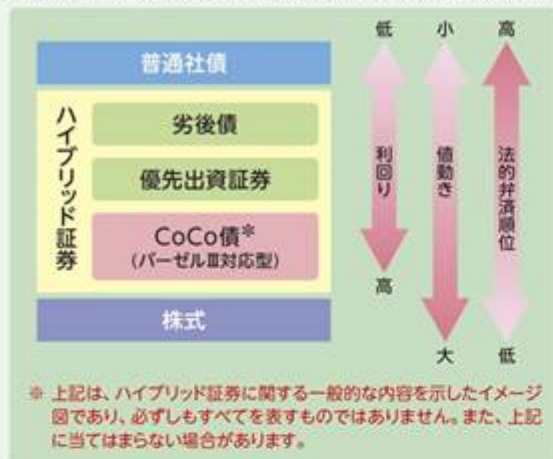 低 小 高
普通社債
ハイブリッド証券
劣後債
優先出資証券
CoCo債*
(バーゼルⅢ対応型)
株式
利回り
値動き
法的弁済順位
高
大 低
※ 上記は、ハイブリッド証券に関する一般的な内容を示したイメージ
図であり、必ずしもすべてを表すものではありません。また、上記
に当てはまらない場合があります。